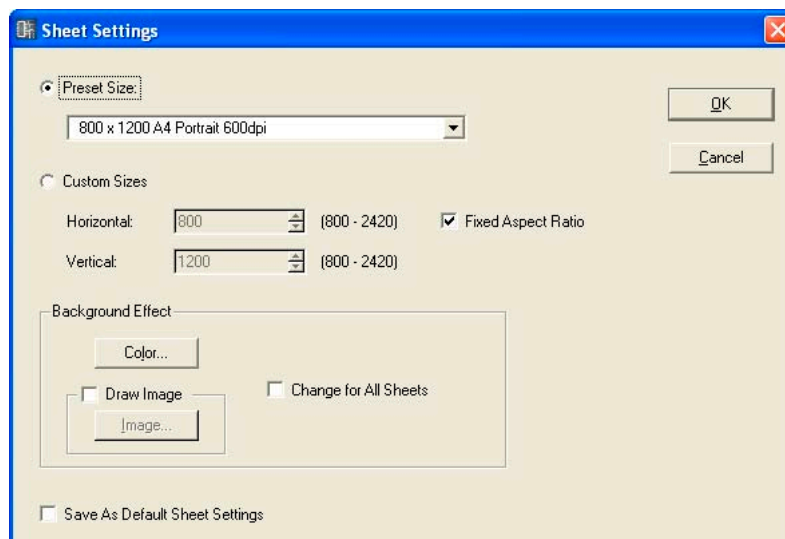 Sheet Settings
Preset Size:
OK
800 x 1200 A4 Portrait 600dpi
Cancel
Custom Sizes
Horizontal: 800 (800 - 2420) Fixed Aspect Ratio
Vertical: 1200 (800 - 2420)
Background Effect
Color...
Draw Image
Change for All Sheets
Image...
Save As Default Sheet Settings